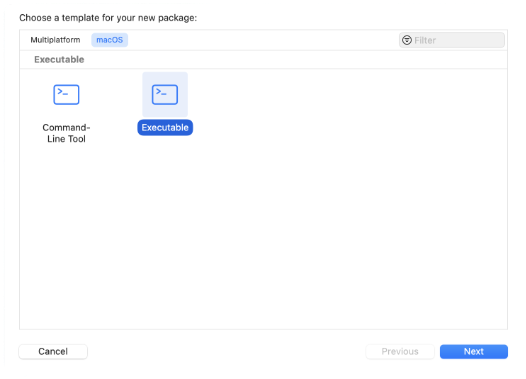 Choose a template for your new package:
Multiplatform macOS Filter
Executable
>_ >_
Command- Executable
Line Tool
Cancel Previous Next